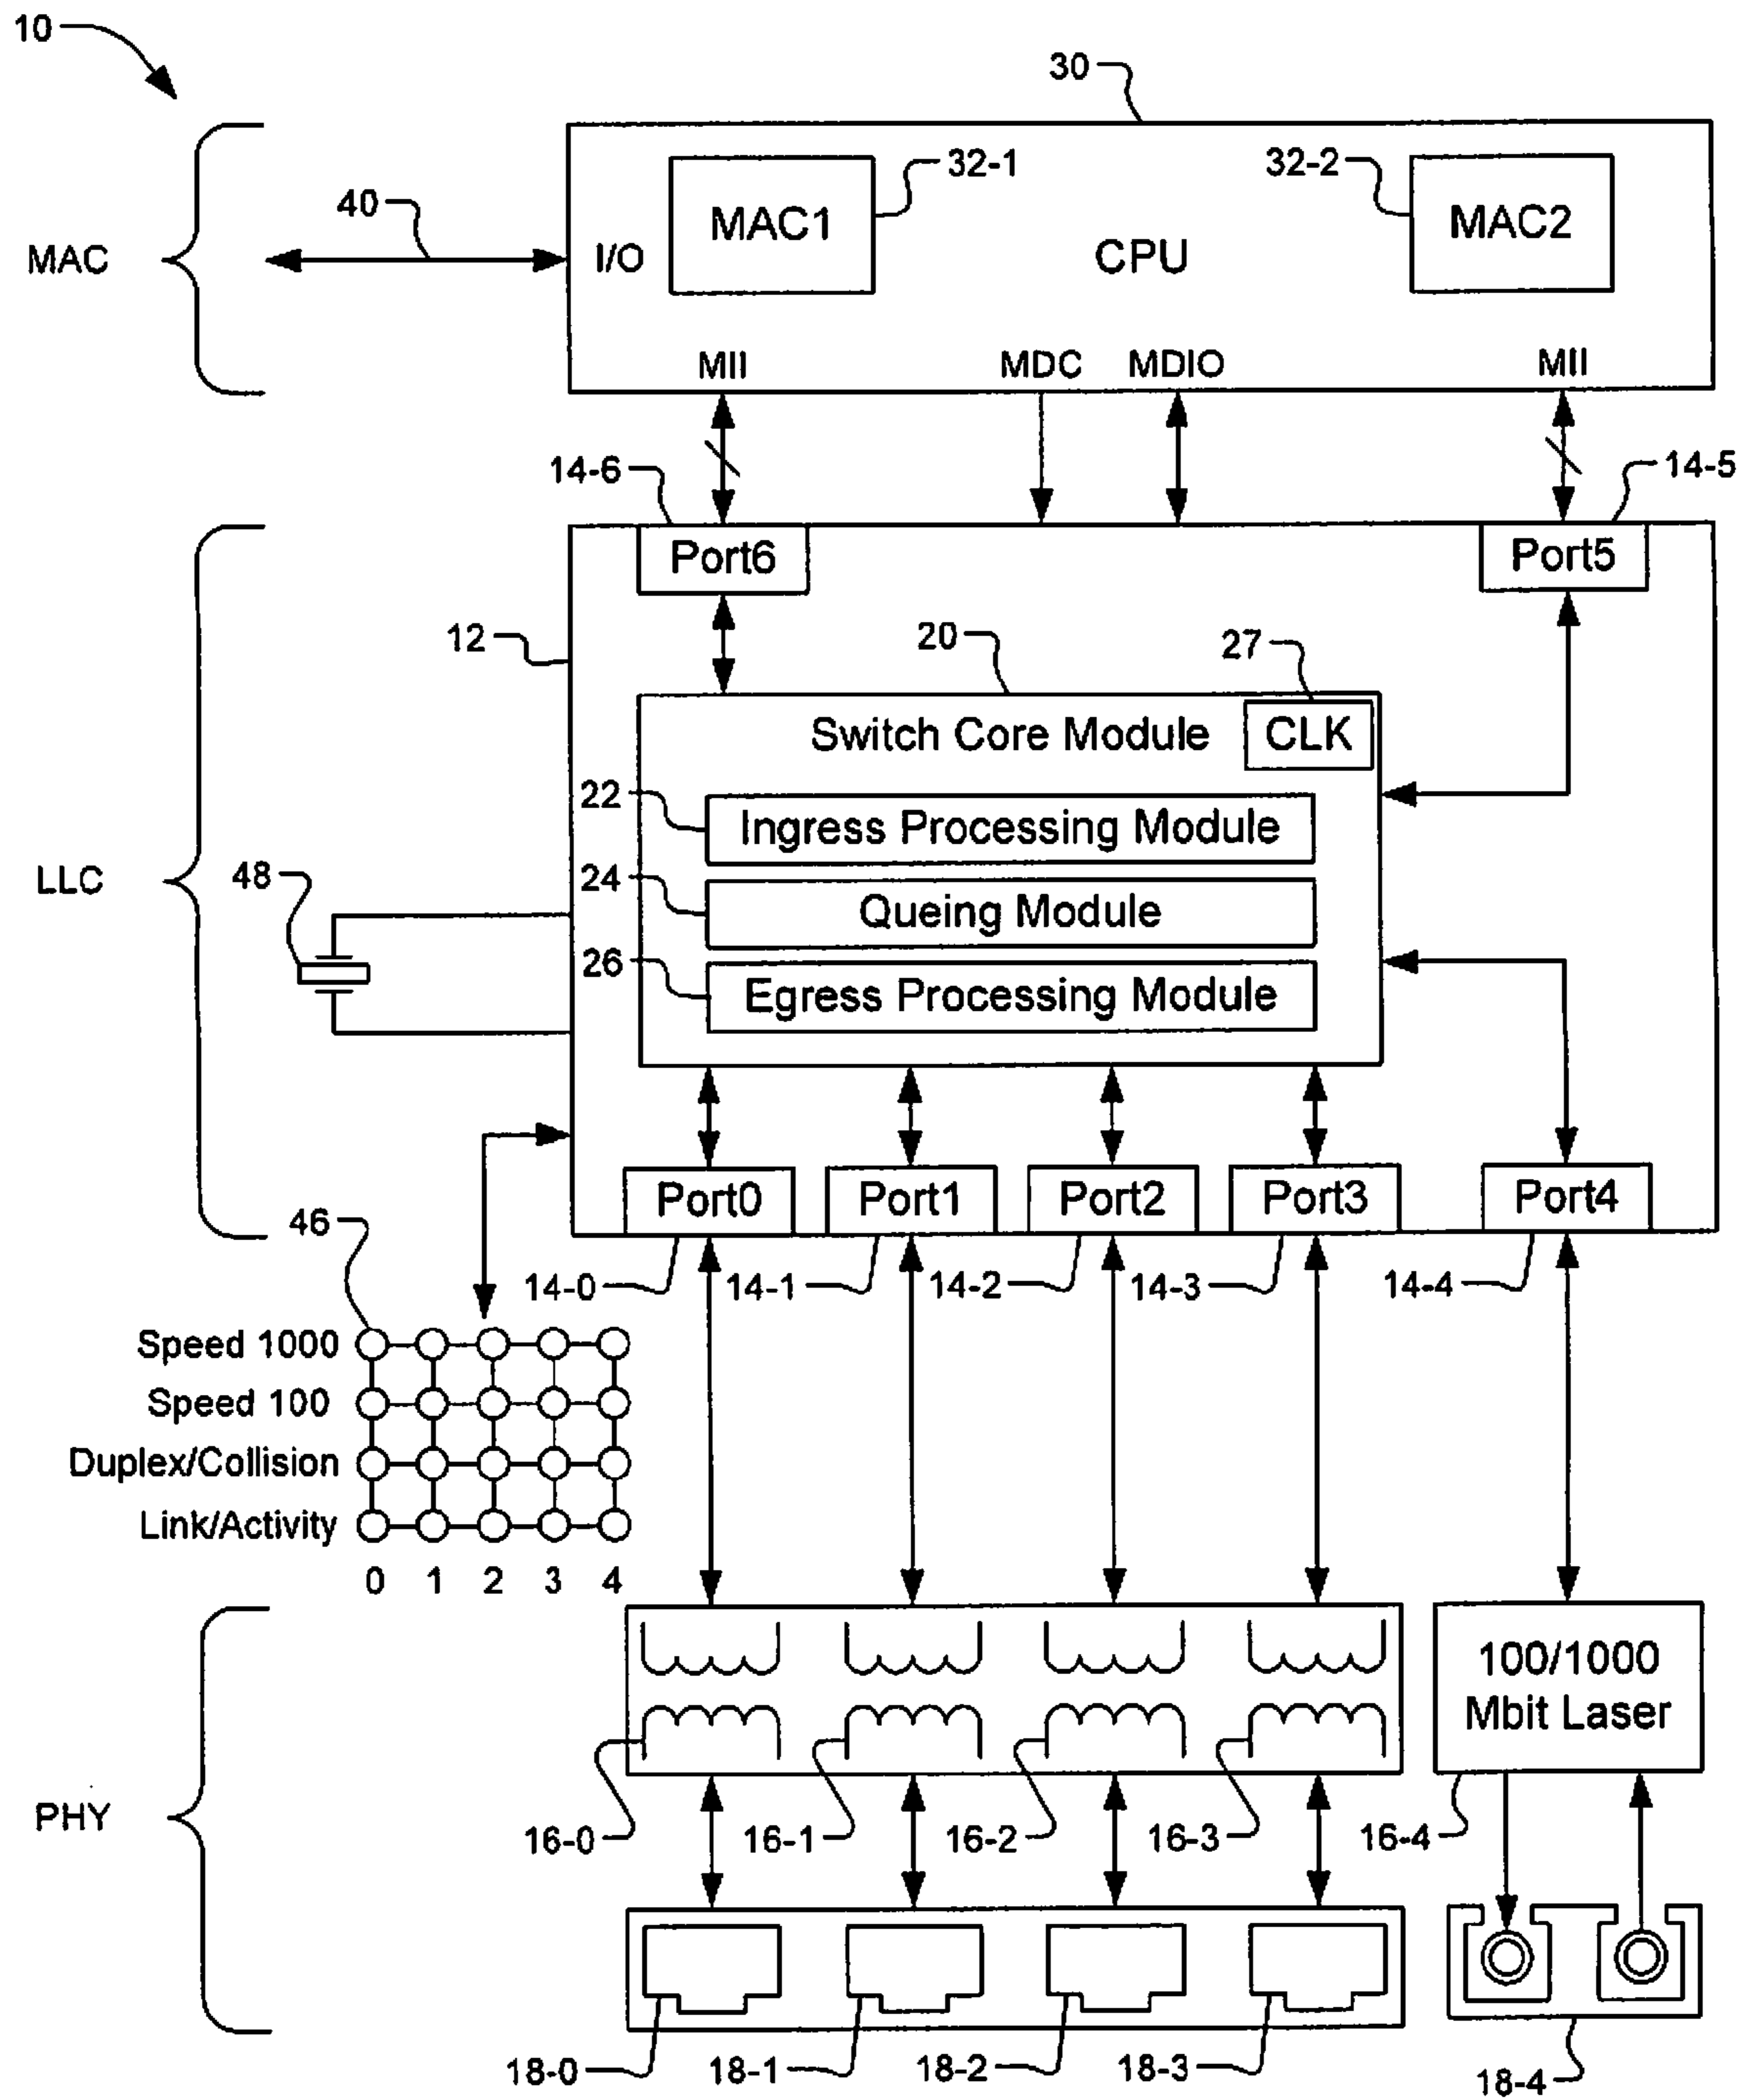 10
30
32-1
32-2
MAC1
MAC2
40
MAC
I/O
CPU
MII
MDC
MDIO
MII
14-6
14-5
Port6
Port5
12
20
27
Switch Core Module
CLK
22
Ingress Processing Module
LLC
48
24
Queing Module
26
Egress Processing Module
Port0
Port1
Port2
Port3
Port4
46
14-0
14-1
14-2
14-3
14-4
Speed 1000
Speed 100
Duplex/Collision
Link/Activity
0 1 2 3 4
100/1000
Mbit Laser
PHY
16-0
16-1
16-2
16-3
16-4
18-0
18-1
18-2
18-3
18-4